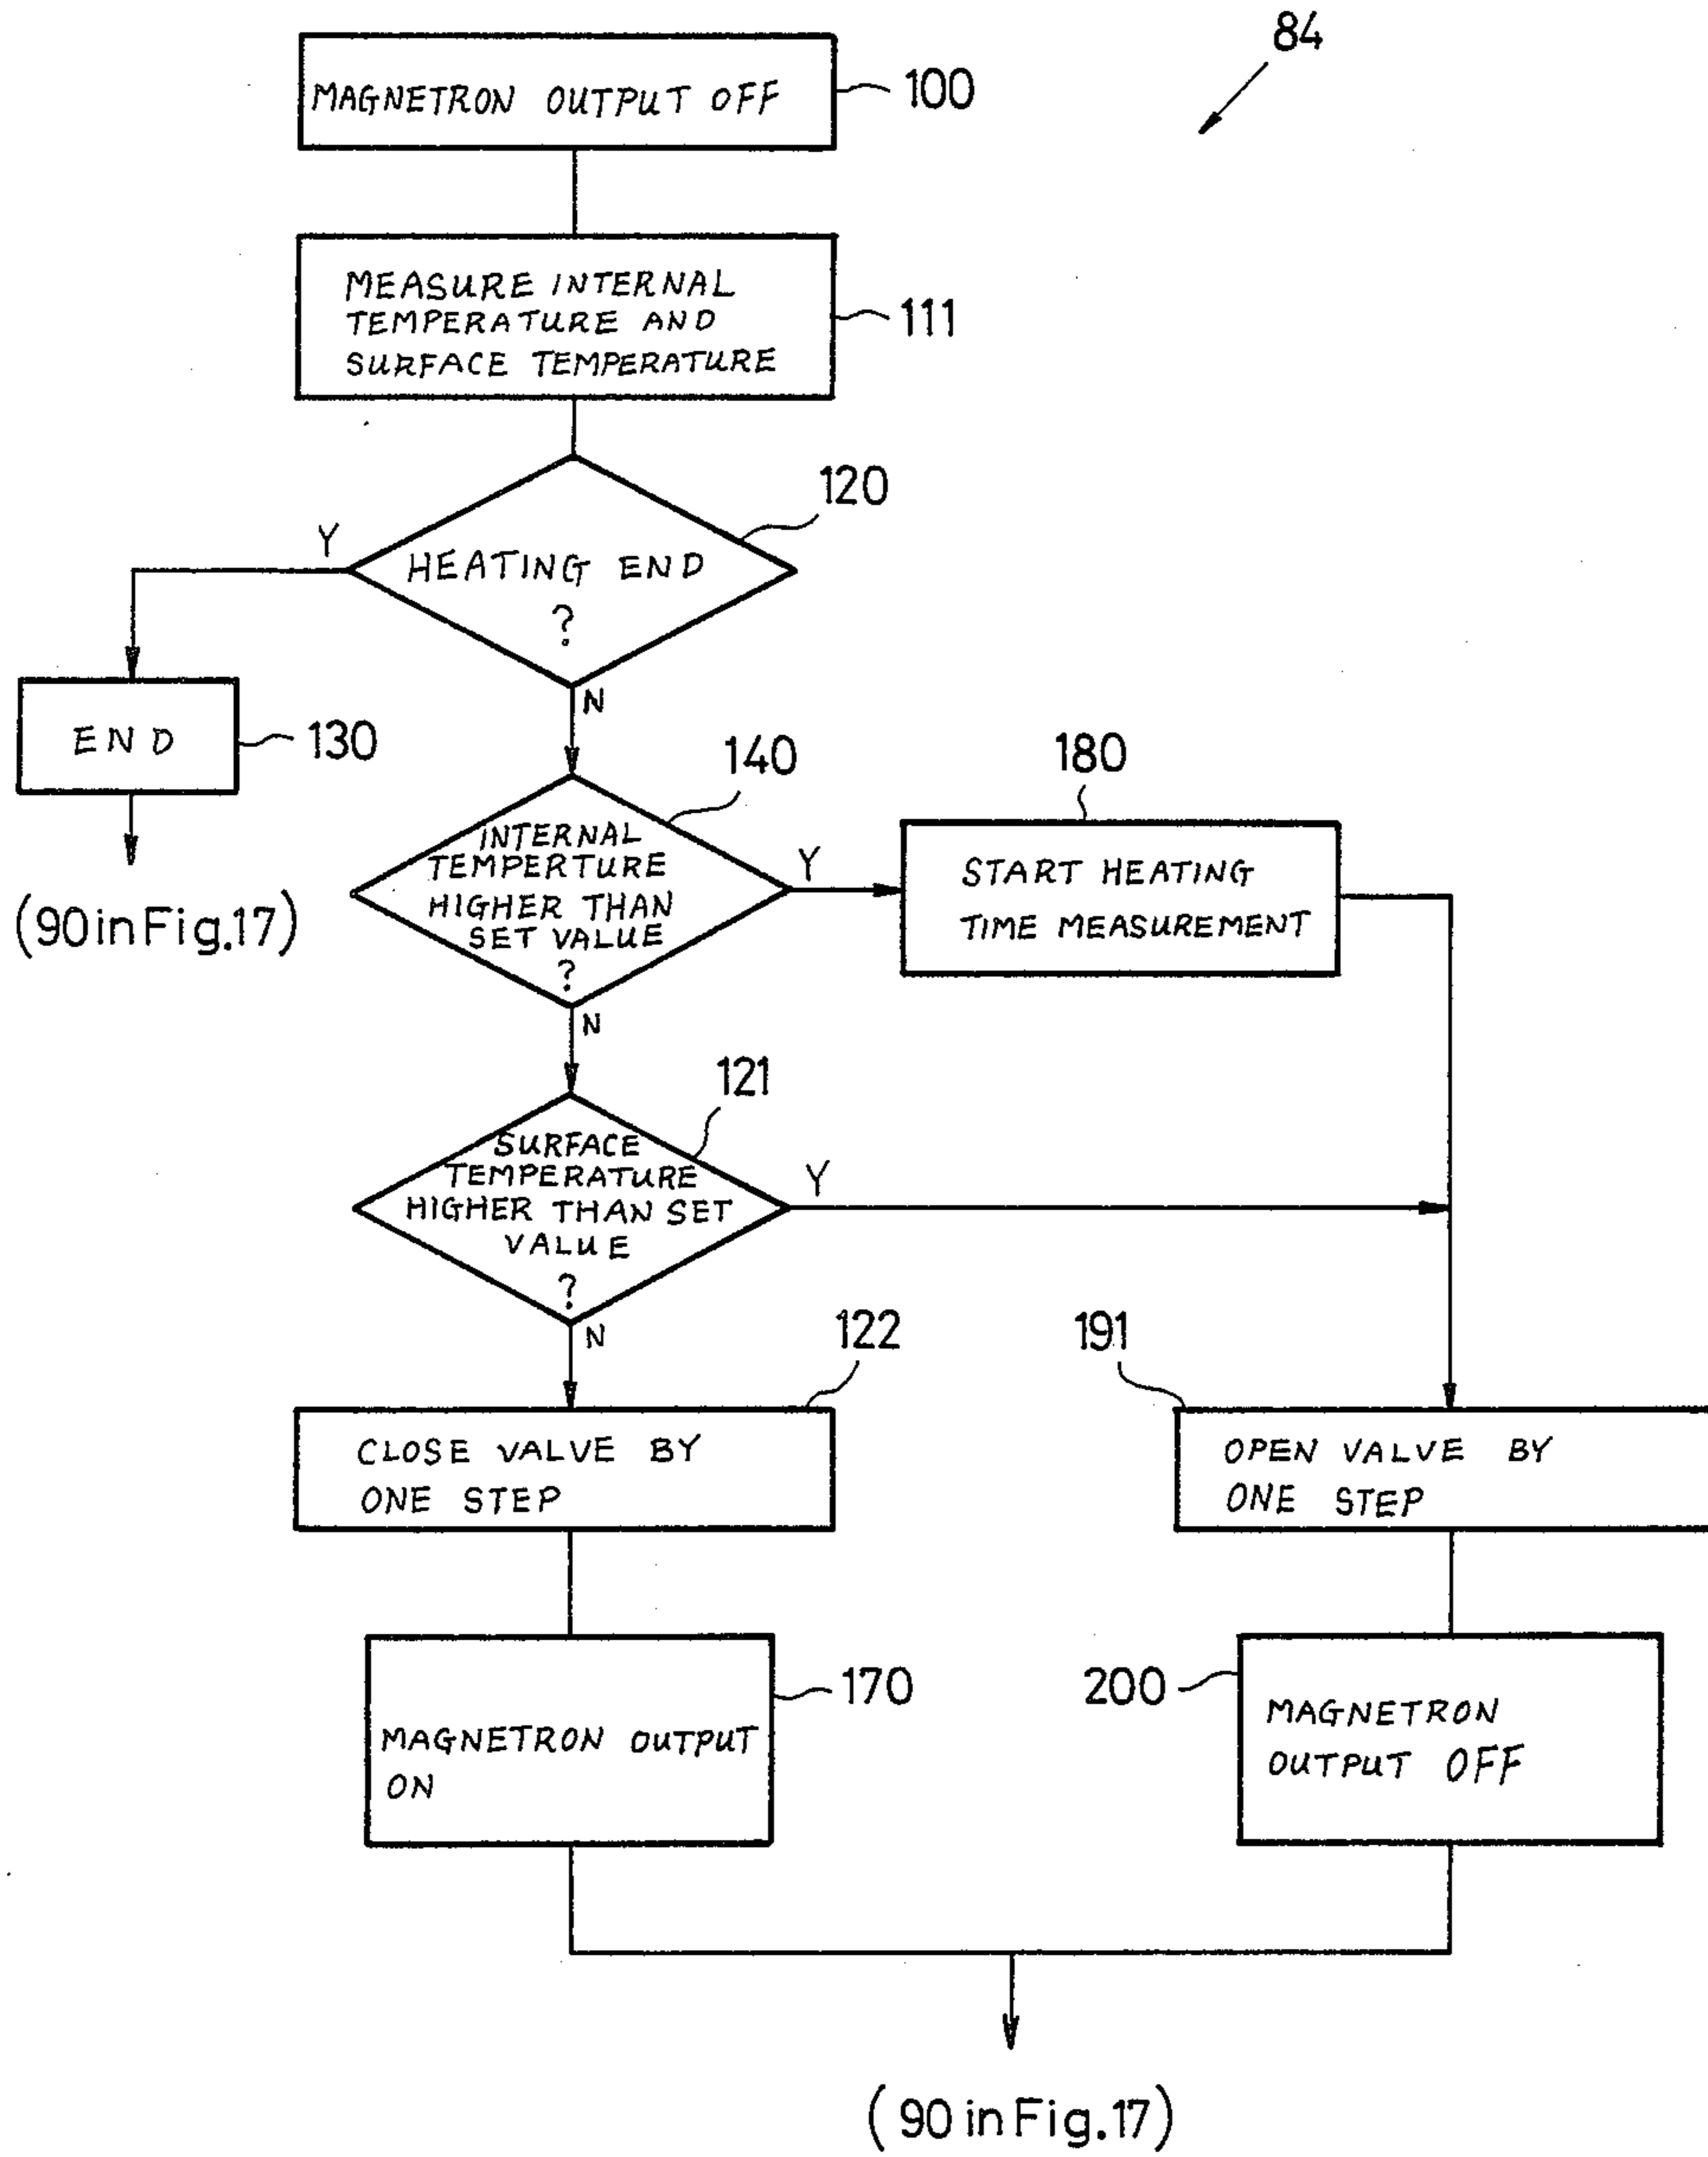 84
MAGNETRON OUTPUT OFF
100
MEASURE INTERNAL
TEMPERATURE AND
SURFACE TEMPERATURE
111
120
Y
HEATING END
?
N
END
130
(90 in Fig.17)
140
INTERNAL
TEMPERTURE
HIGHER THAN
SET VALUE
?
Y
N
180
START HEATING
TIME MEASUREMENT
121
SURFACE
TEMPERATURE
HIGHER THAN SET
VALUE
?
Y
N
122
CLOSE VALVE BY
ONE STEP
191
OPEN VALVE BY
ONE STEP
170
MAGNETRON OUTPUT
ON
200
MAGNETRON
OUTPUT OFF
(90 in Fig.17)